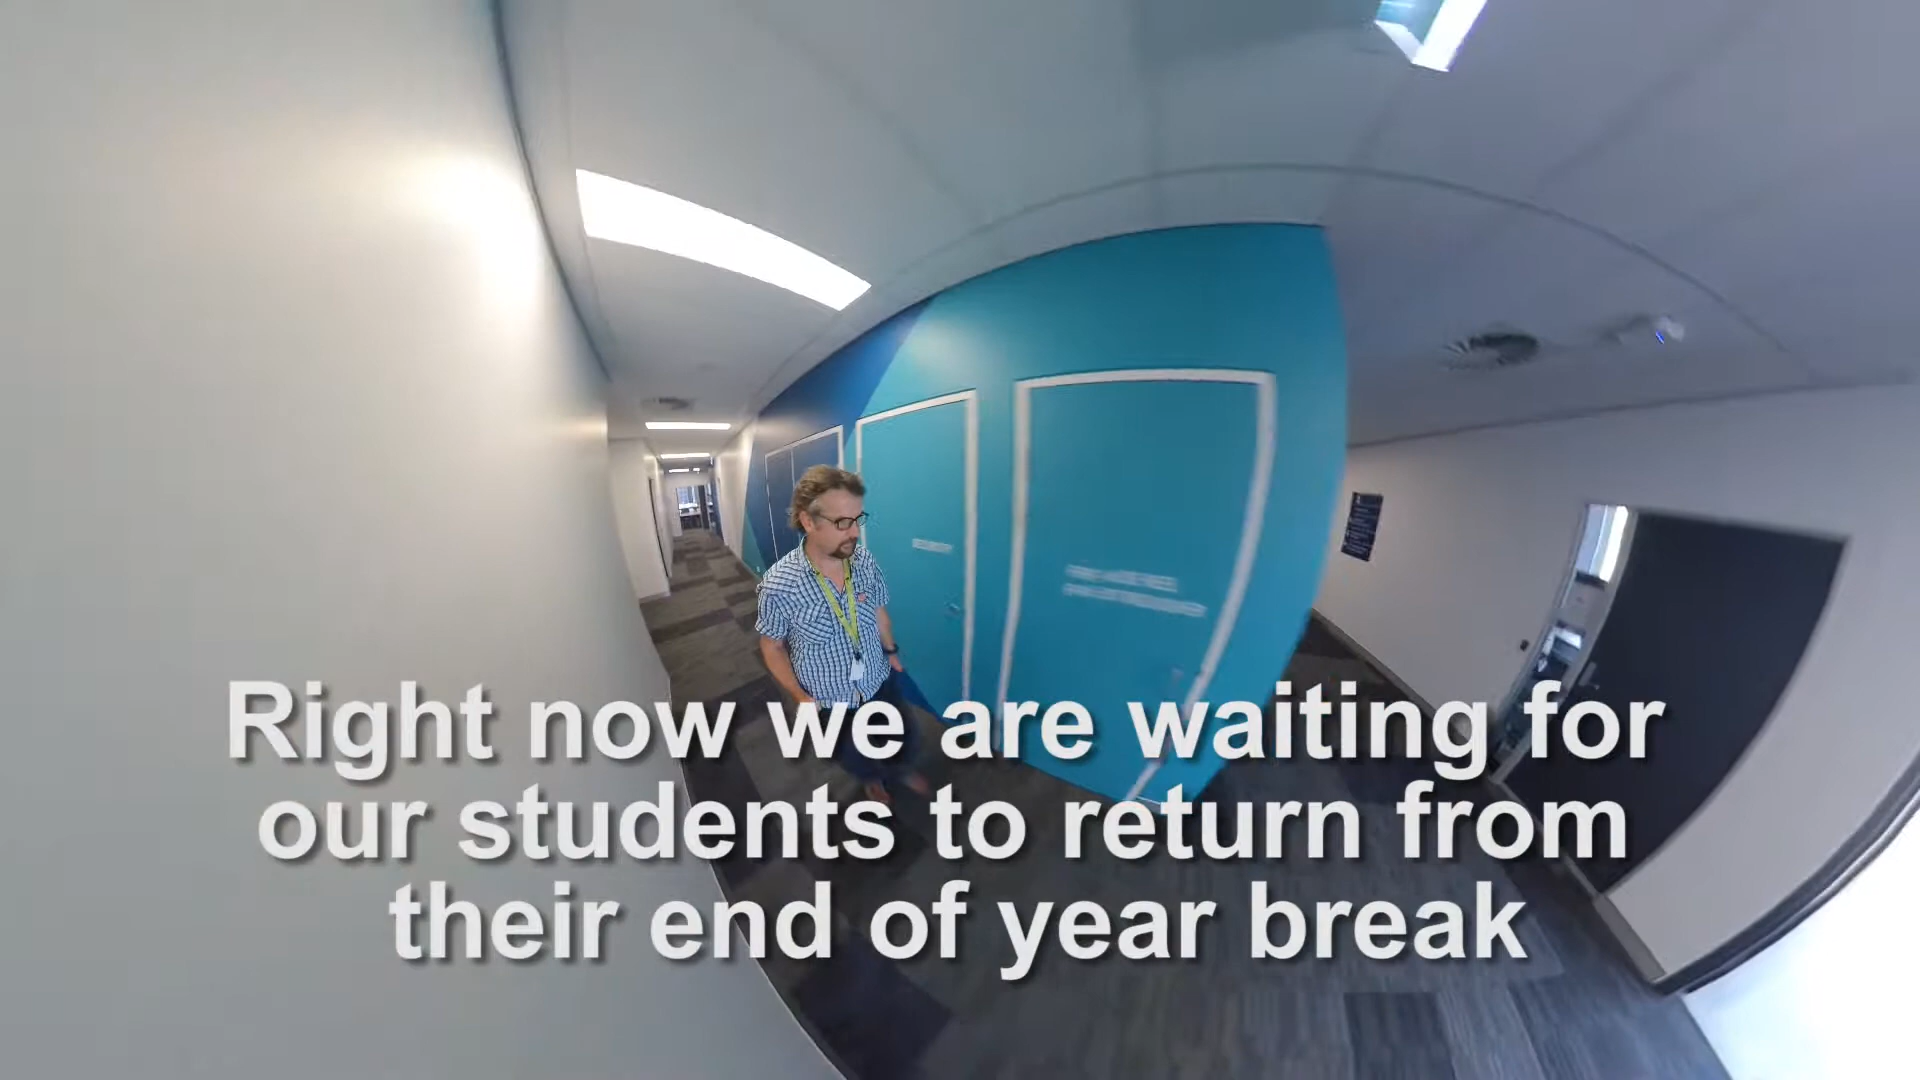 Right now we are waiting for
our students to return from
their end of year break